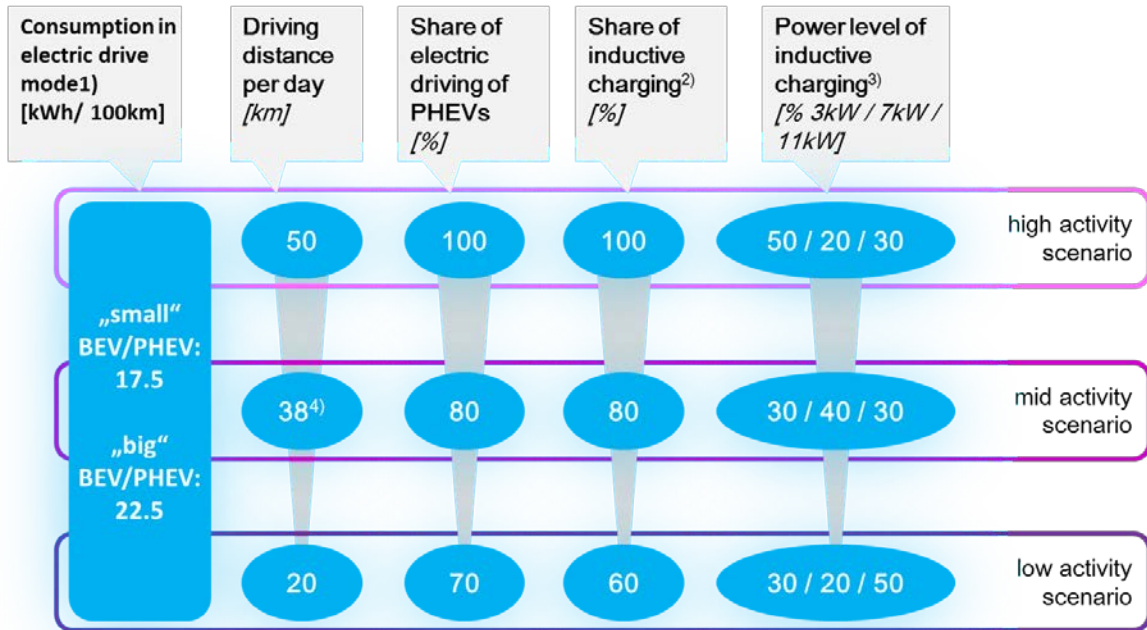 Consumption in
electric drive
mode1)
[kWh/ 100km]
Driving
distance
per day
[km]
Share of
electric
driving of
PHEVs
[%]
Share of
inductive
charging2)
[%]
Power level of
inductive
charging3)
[% 3kW / 7kW /
11kW]
„small“
BEV/PHEV:
17.5
„big“
BEV/PHEV:
22.5
50
100
100
50 / 20 / 30
high activity
scenario
384)
80
80
30 / 40 / 30
mid activity
scenario
20
70
60
30 / 20 / 50
low activity
scenario